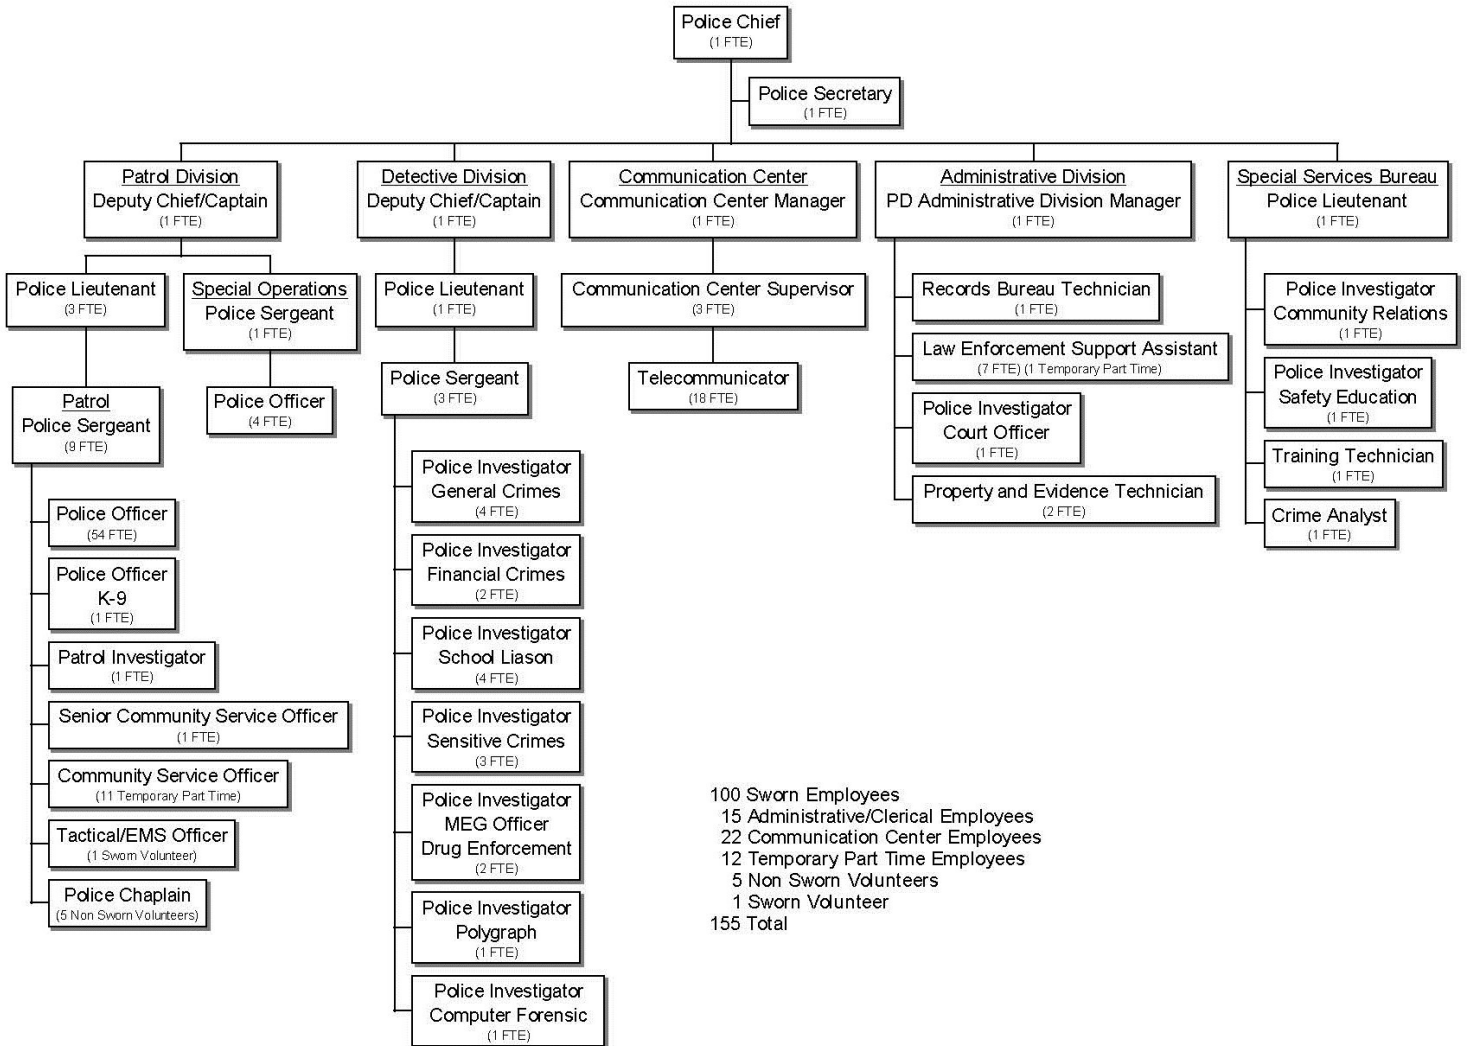 Police Chief
(1 FTE)
Police Secretary
(1 FTE)
Patrol Division
Deputy Chief/Captain
(1 FTE)
Detective Division
Deputy Chief/Captain
(1 FTE)
Communication Center
Communication Center Manager
(1 FTE)
Administrative Division
PD Administrative Division Manager
(1 FTE)
Special Services Bureau
Police Lieutenant
(1 FTE)
Police Lieutenant
(3 FTE)
Special Operations
Police Sergeant
(1 FTE)
Police Officer
(4 FTE)
Patrol
Police Sergeant
(9 FTE)
Police Officer
(54 FTE)
Police Officer
K-9
(1 FTE)
Patrol Investigator
(1 FTE)
Senior Community Service Officer
(1 FTE)
Community Service Officer
(11 Temporary Part Time)
Tactical/EMS Officer
(1 Sworn Volunteer)
Police Chaplain
(5 Non Sworn Volunteers)
Police Lieutenant
(1 FTE)
Police Sergeant
(3 FTE)
Police Investigator
General Crimes
(4 FTE)
Police Investigator
Financial Crimes
(2 FTE)
Police Investigator
School Liason
(4 FTE)
Police Investigator
Sensitive Crimes
(3 FTE)
Police Investigator
MEG Officer
Drug Enforcement
(2 FTE)
Police Investigator
Polygraph
(1 FTE)
Police Investigator
Computer Forensic
(1 FTE)
Communication Center Supervisor
(3 FTE)
Telecommunicator
(18 FTE)
Records Bureau Technician
(1 FTE)
Law Enforcement Support Assistant
(7 FTE) (1 Temporary Part Time)
Police Investigator
Court Officer
(1 FTE)
Property and Evidence Technician
(2 FTE)
Police Investigator
Community Relations
(1 FTE)
Police Investigator
Safety Education
(1 FTE)
Training Technician
(1 FTE)
Crime Analyst
(1 FTE)
100 Sworn Employees
15 Administrative/Clerical Employees
22 Communication Center Employees
12 Temporary Part Time Employees
5 Non Sworn Volunteers
1 Sworn Volunteer
155 Total